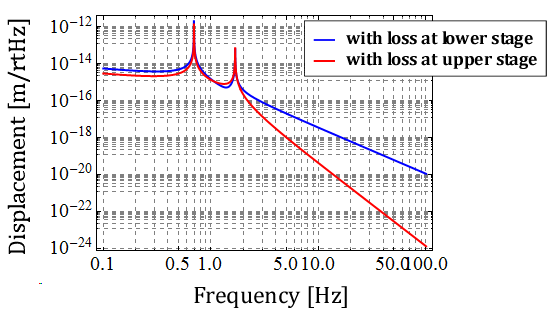 with loss at lower stage
with loss at upper stage
Displacement [m/rtHz]
10−12
10−14
10−16
10−18
10−20
10−22
10−24
0.1 0.5 1.0 5.0 10.0 50.0 100.0
Frequency [Hz]